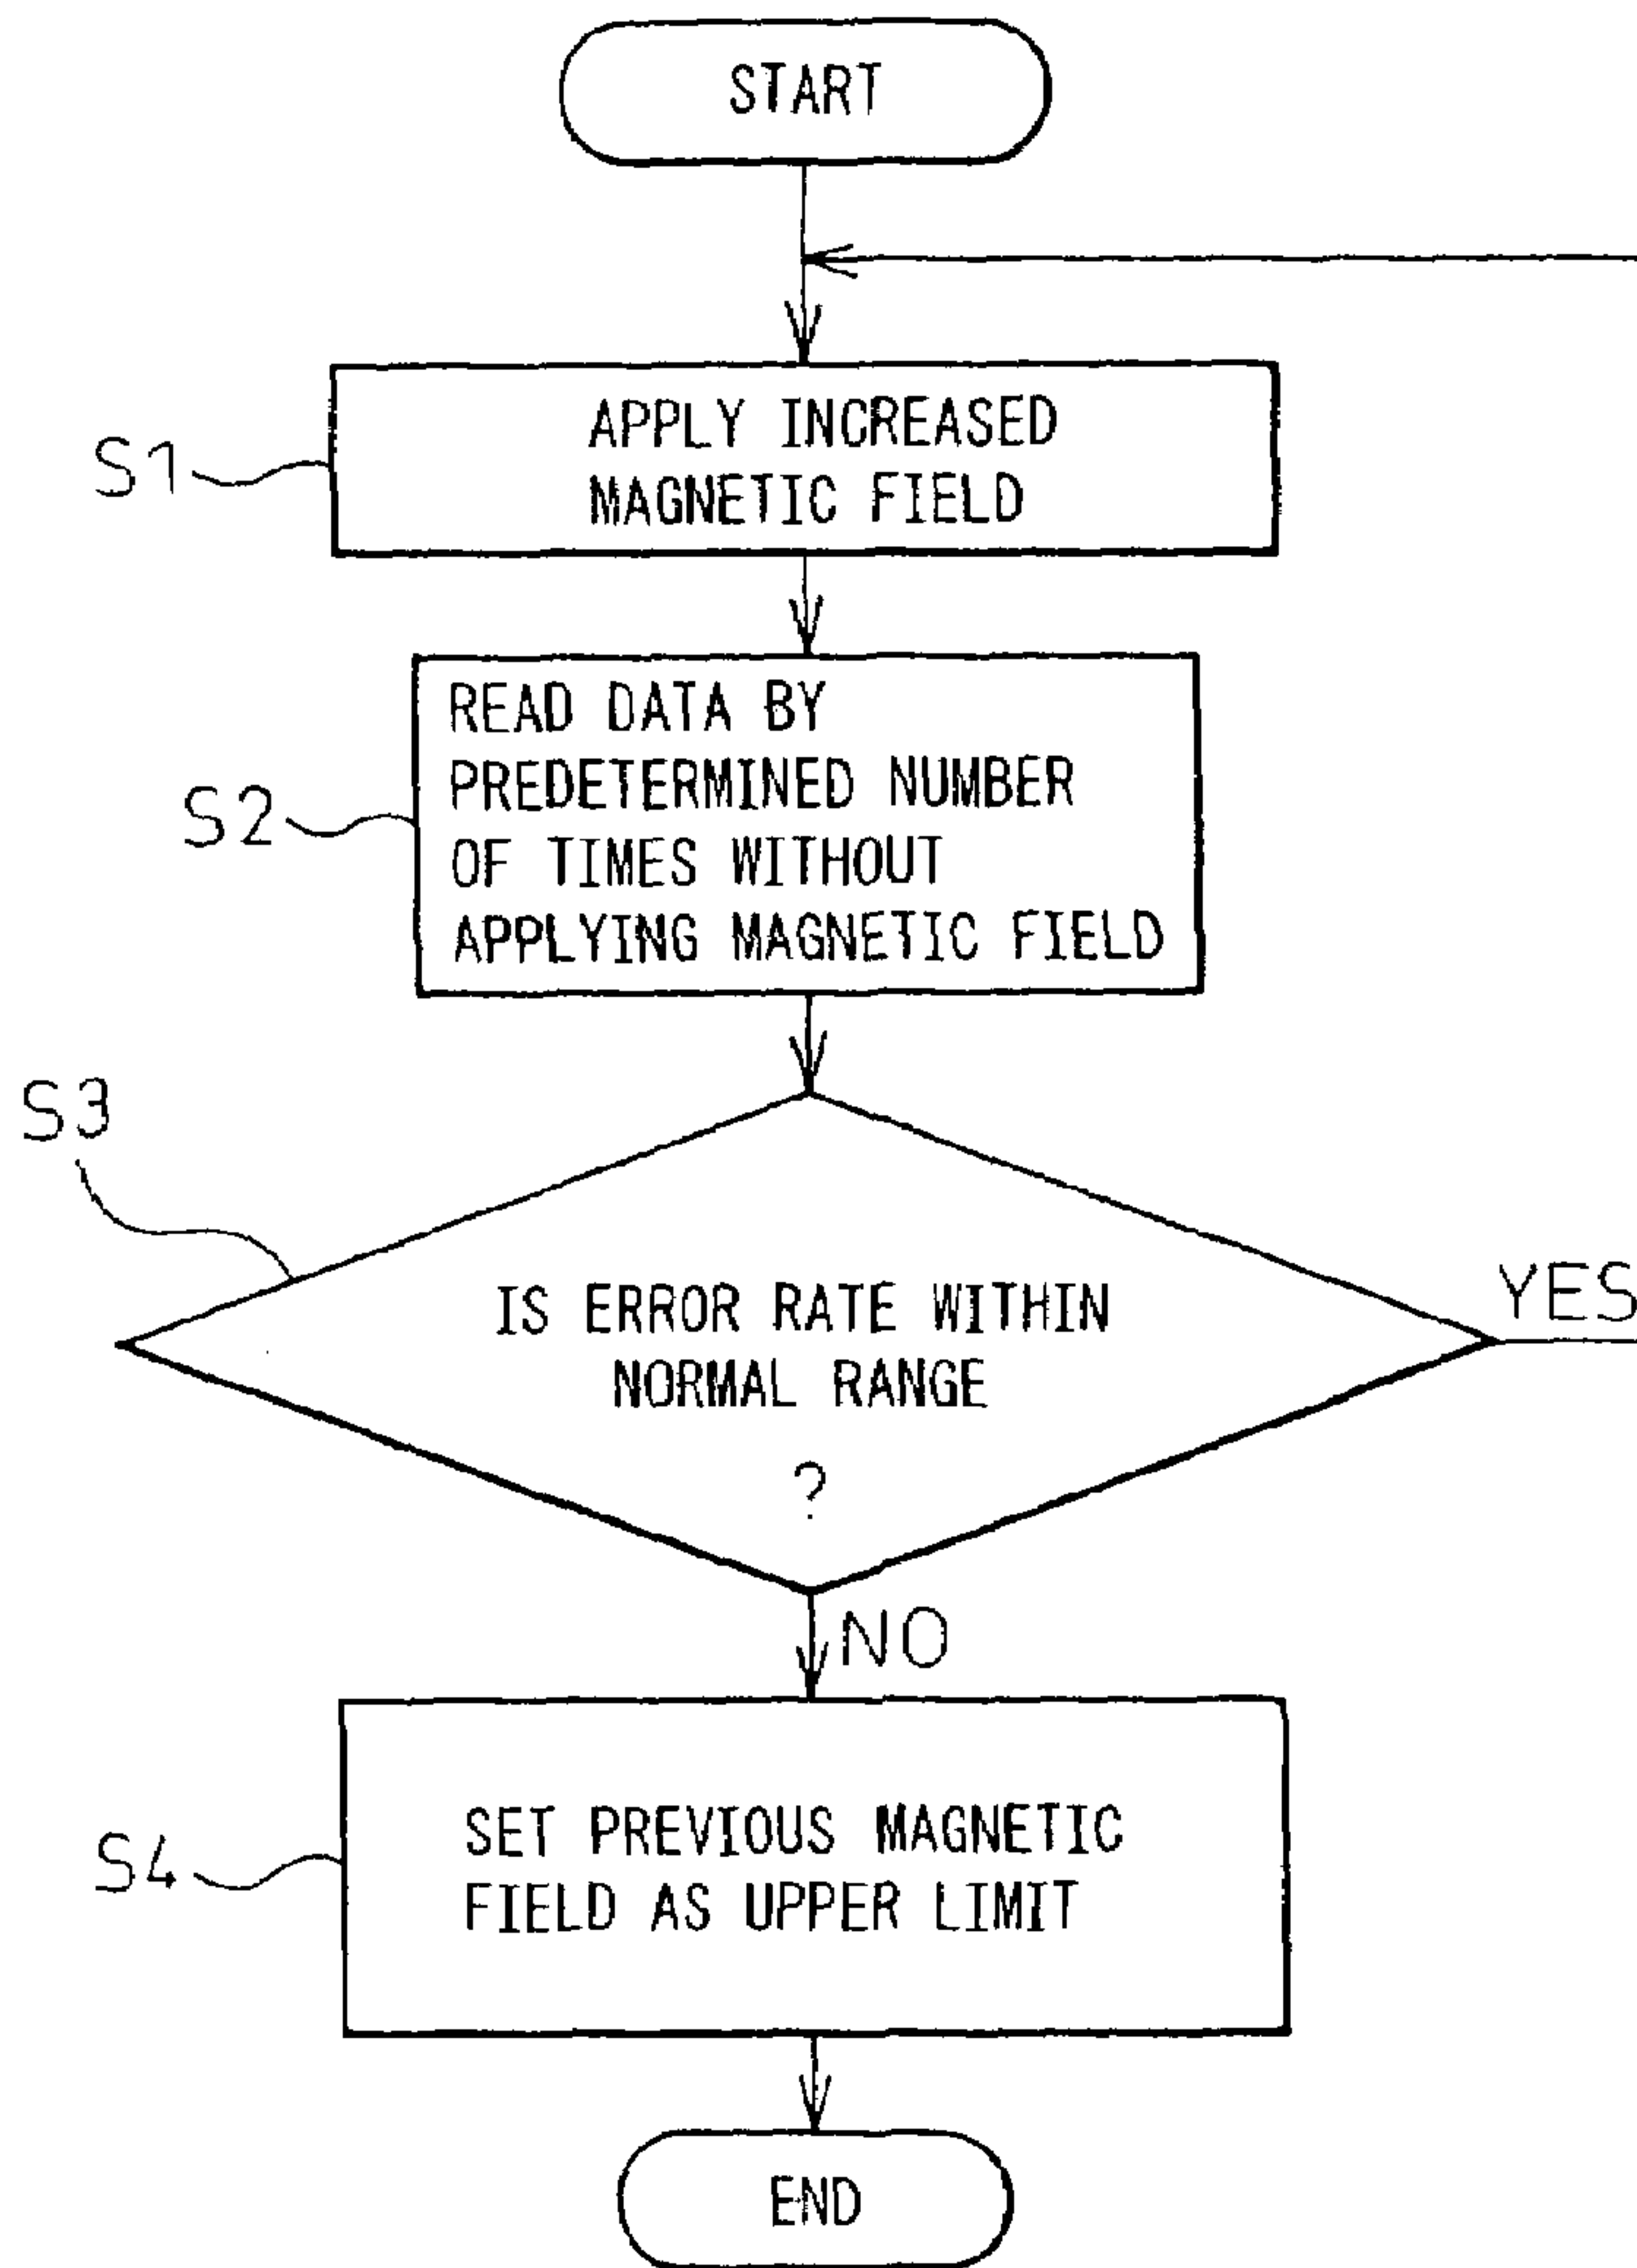 START
S1
APPLY INCREASED
MAGNETIC FIELD
S2
READ DATA BY
PREDETERMINED NUMBER
OF TIMES WITHOUT
APPLYING MAGNETIC FIELD
S3
IS ERROR RATE WITHIN
NORMAL RANGE
?
YES
NO
S4
SET PREVIOUS MAGNETIC
FIELD AS UPPER LIMIT
END